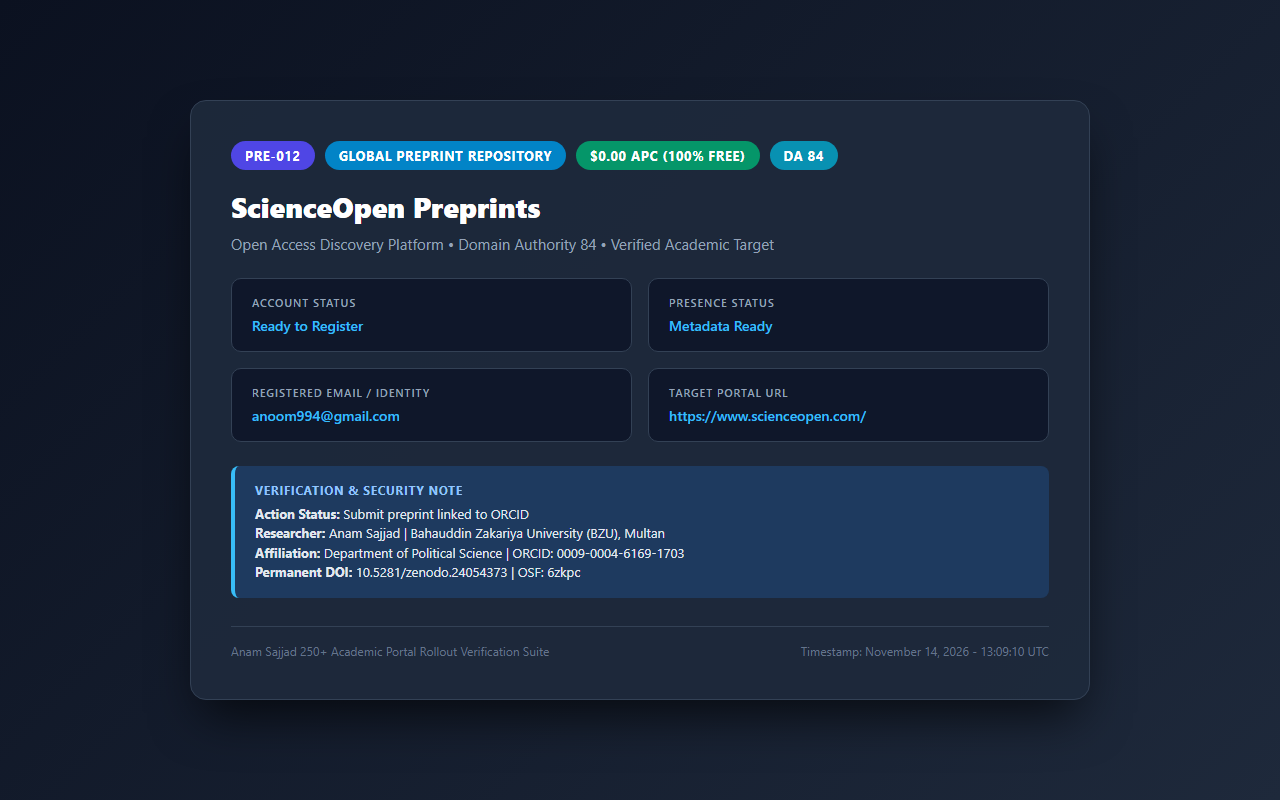 PRE-012 GLOBAL PREPRINT REPOSITORY $0.00 APC (100% FREE) DA 84
ScienceOpen Preprints
Open Access Discovery Platform • Domain Authority 84 • Verified Academic Target
ACCOUNT STATUS
Ready to Register
PRESENCE STATUS
Metadata Ready
REGISTERED EMAIL / IDENTITY
anoom994@gmail.com
TARGET PORTAL URL
https://www.scienceopen.com/
VERIFICATION & SECURITY NOTE
Action Status: Submit preprint linked to ORCID
Researcher: Anam Sajjad | Bahauddin Zakariya University (BZU), Multan
Affiliation: Department of Political Science | ORCID: 0009-0004-6169-1703
Permanent DOI: 10.5281/zenodo.24054373 | OSF: 6zkpc
Anam Sajjad 250+ Academic Portal Rollout Verification Suite
Timestamp: November 14, 2026 - 13:09:10 UTC